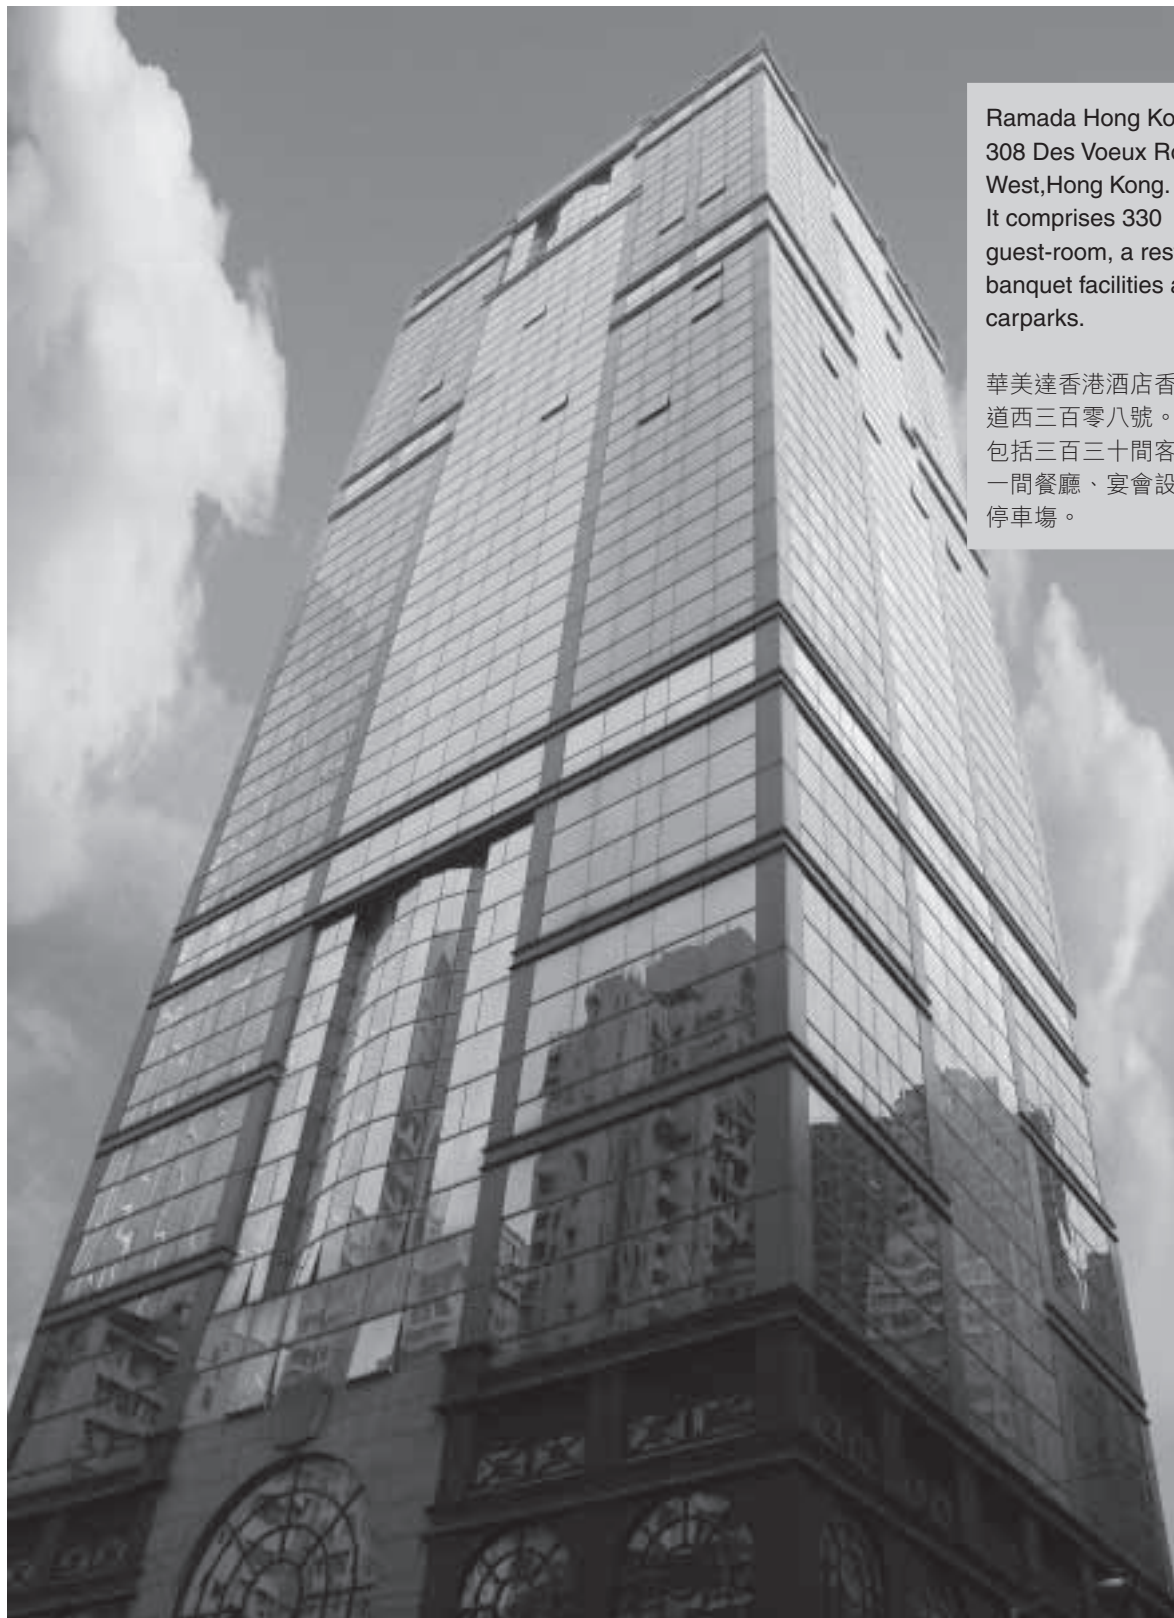 Ramada Hong Ko
308 Des Voeux R
West,Hong Kong.
It comprises 330
guest-room, a res
banquet facilities a
carparks.
華美達香港酒店香
道西三百零八號。
包括三百三十間客
一間餐廳、宴會設
停車塲。